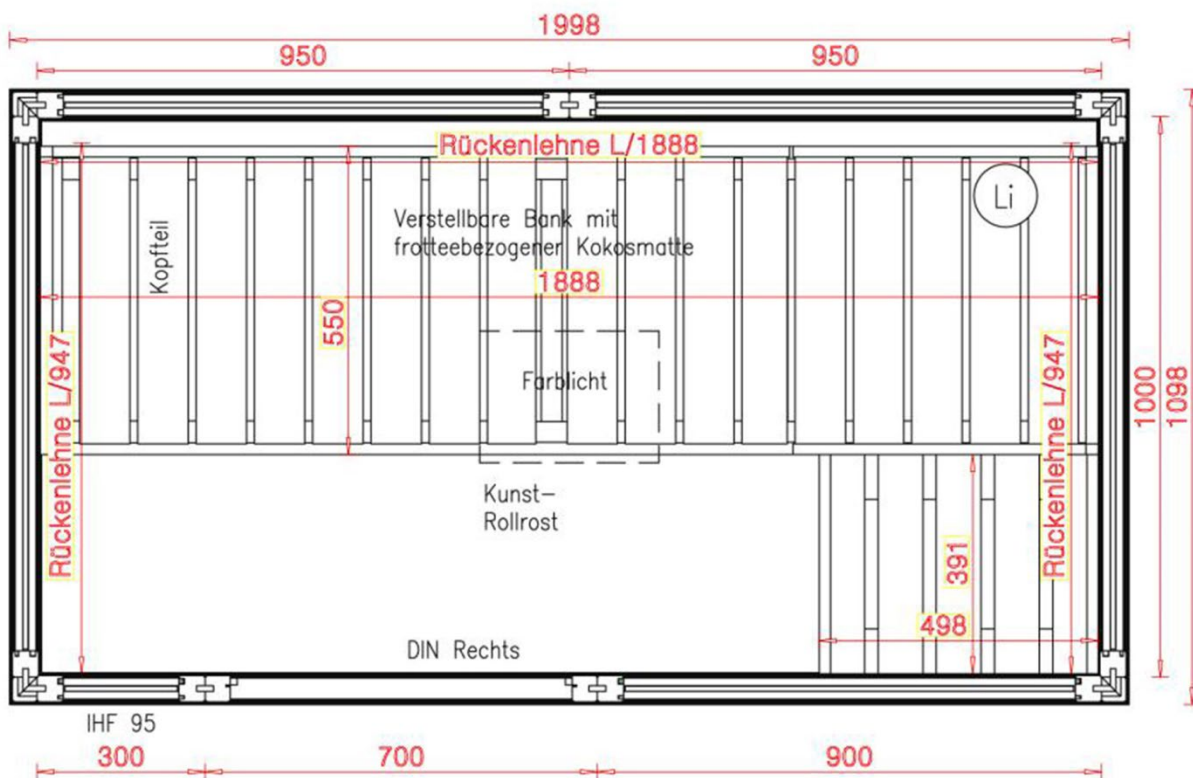 1998
950
950
Rückenlehne L/1888
Li
Kopfteil
Verstellbare Bank mit
frotteebezogener Kokosmatte
1888
550
Farblicht
Rückenlehne L/947
Rückenlehne L/947
1000
1098
Kunst-
Rollrost
391
498
DIN Rechts
IHF 95
300
700
900